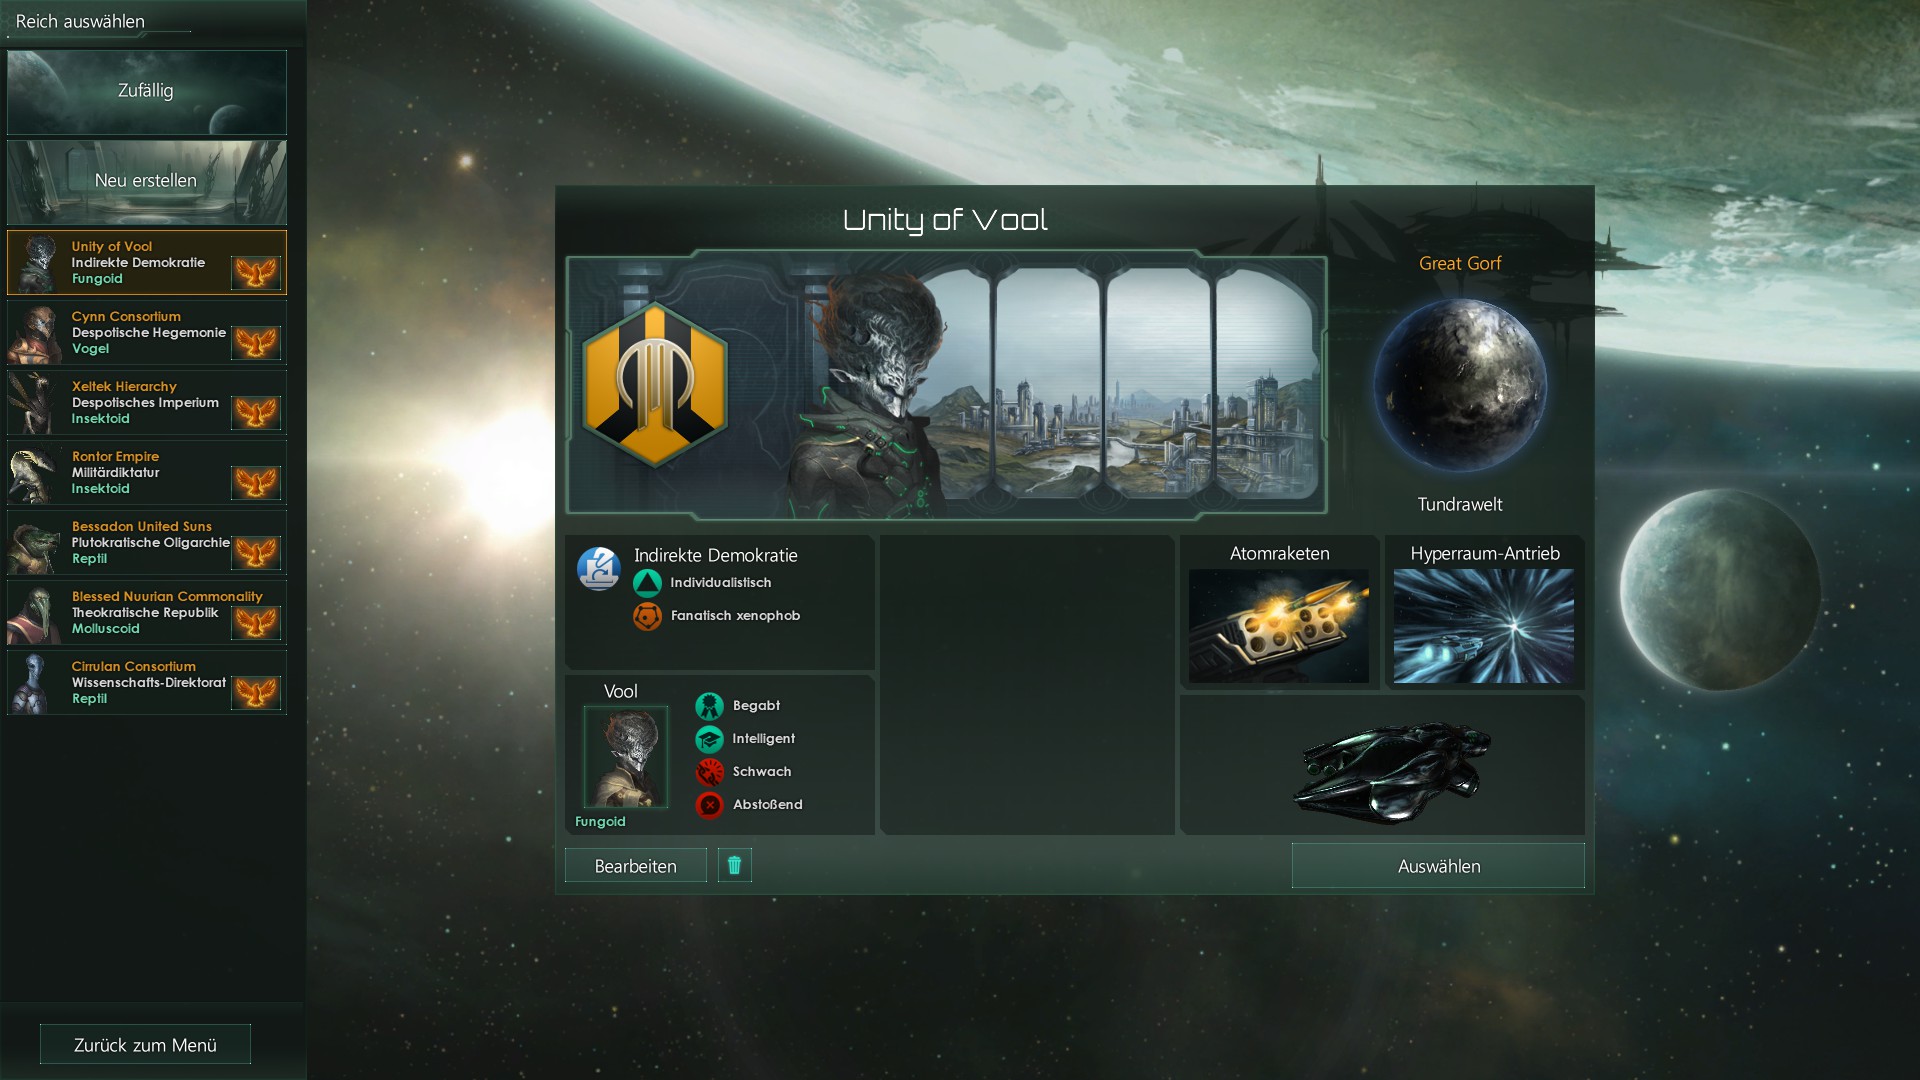 Reich auswählen
Zufällig
Neu erstellen
Unity of Vool
Indirekte Demokratie
Fungoid
Cynn Consortium
Despotische Hegemonie
Vogel
Xeltek Hierarchy
Despotisches Imperium
Insektoid
Rontor Empire
Militärdiktatur
Insektoid
Bessadon United Suns
Plutokratische Oligarchie
Reptil
Blessed Nuurian Commonality
Theokratische Republik
Molluscoid
Cirrulan Consortium
Wissenschafts-Direktorat
Reptil
Zurück zum Menü
Unity of Vool
Great Gorf
Tundrawelt
Indirekte Demokratie
Individualistisch
Fanatisch xenophob
Vool
Begabt
Intelligent
Schwach
Abstoßend
Fungoid
Atomraketen
Hyperraum-Antrieb
Bearbeiten
Auswählen